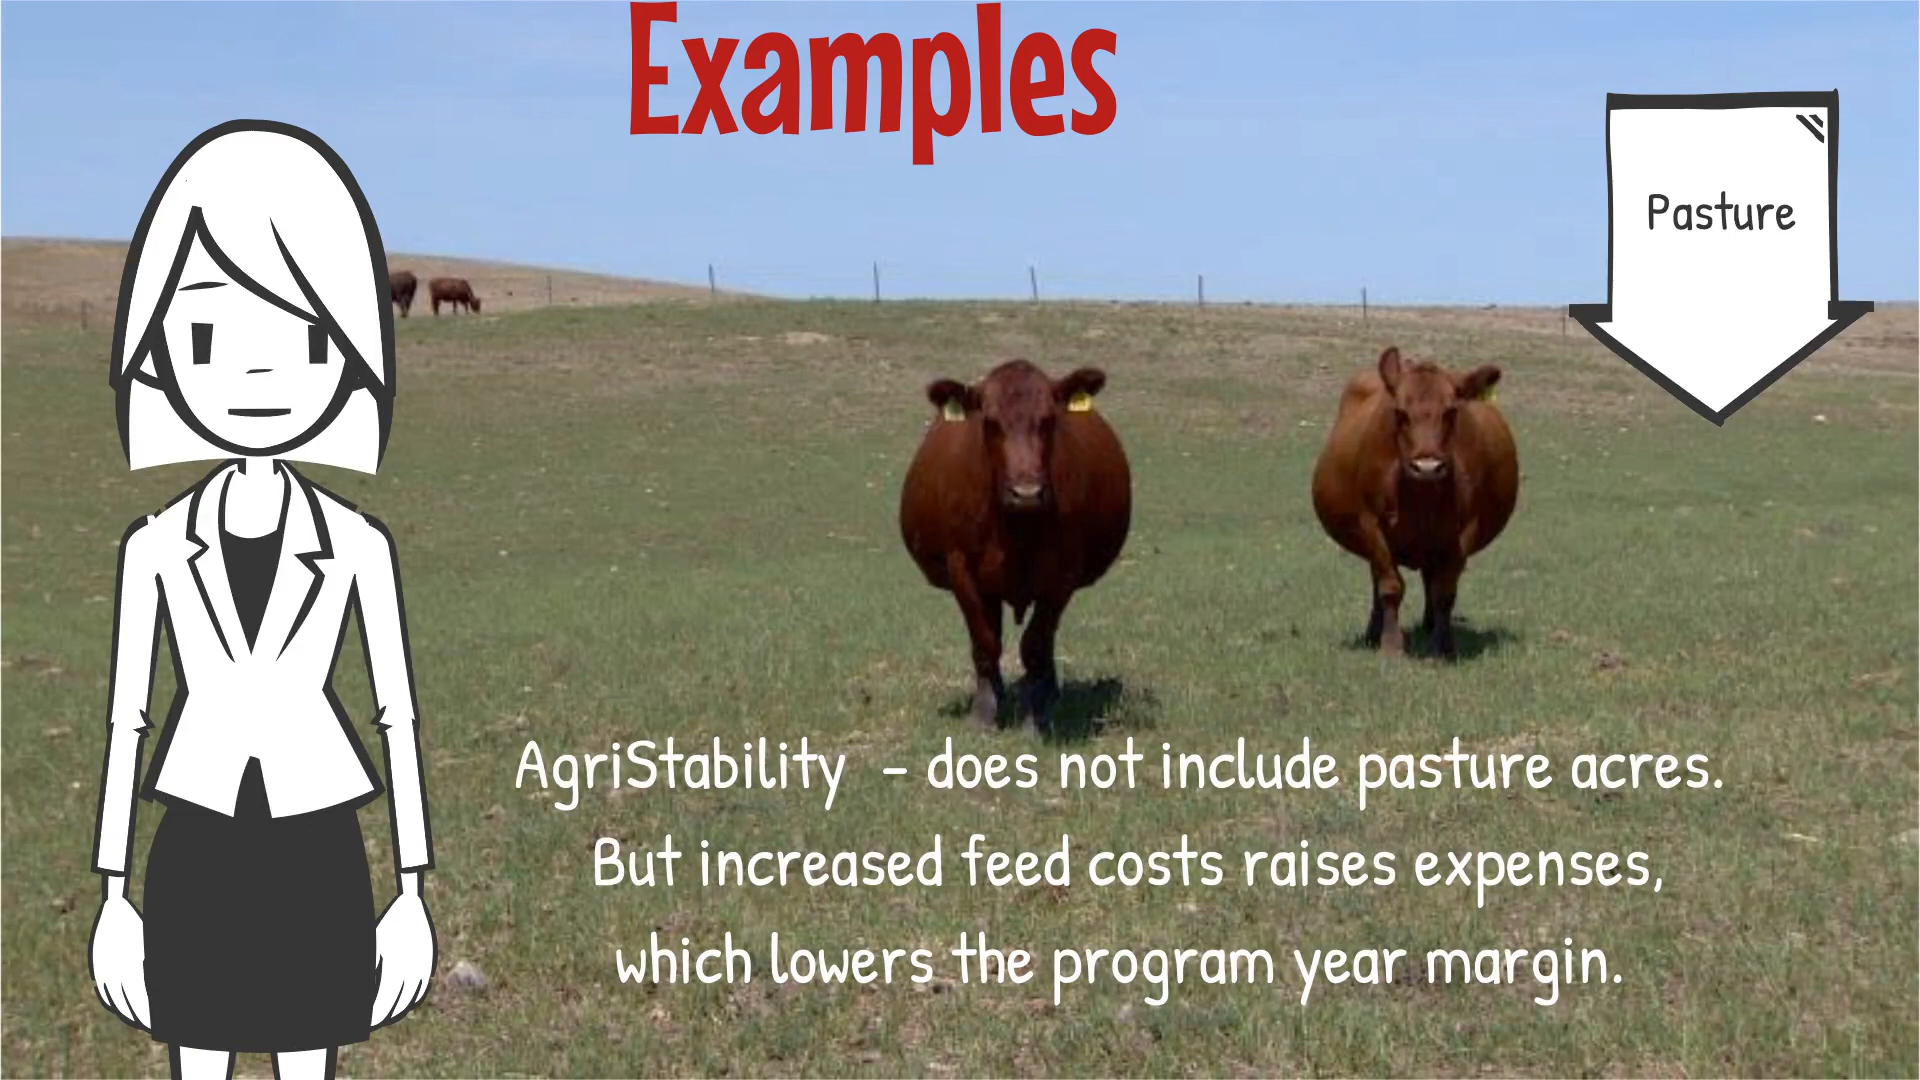 Examples
Pasture
AgriStability - does not include pasture acres.
But increased feed costs raises expenses,
which lowers the program year margin.